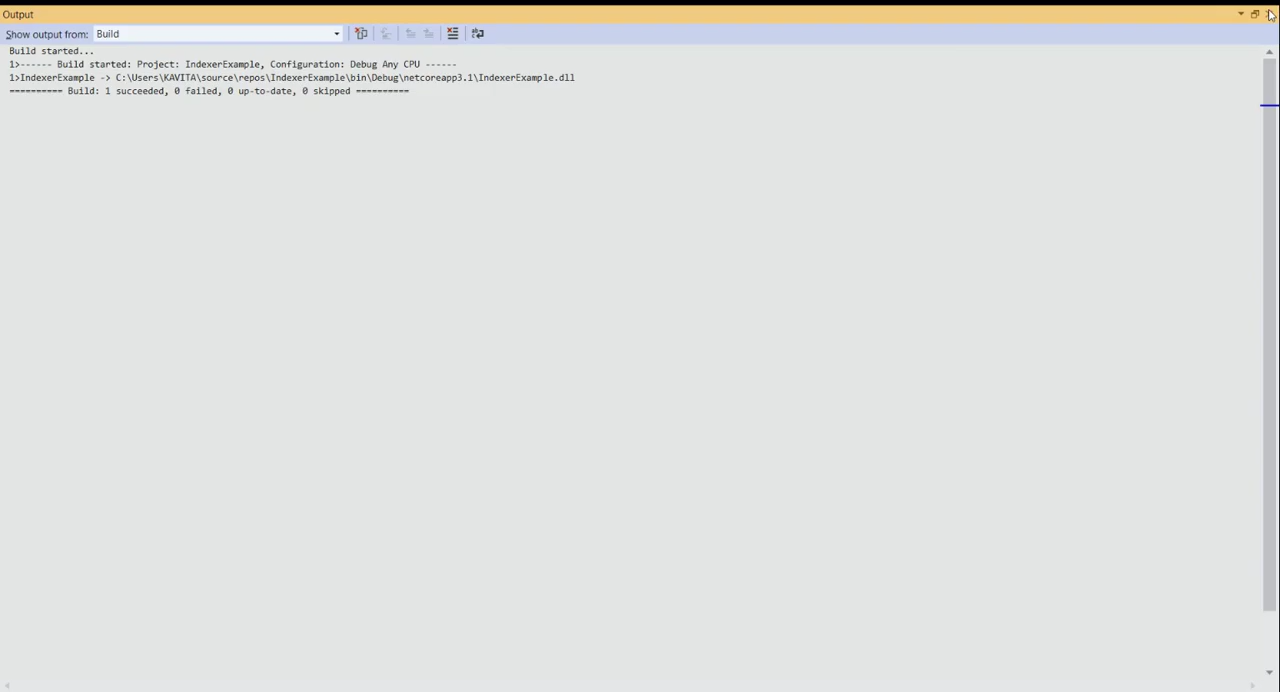 Output
Show output from: Build
Build started...
1>------ Build started: Project: IndexerExample, Configuration: Debug Any CPU ------
1>IndexerExample -> C:\Users\KAVITA\source\repos\IndexerExample\bin\Debug\netcoreapp3.1\IndexerExample.dll
========== Build: 1 succeeded, 0 failed, 0 up-to-date, 0 skipped ==========